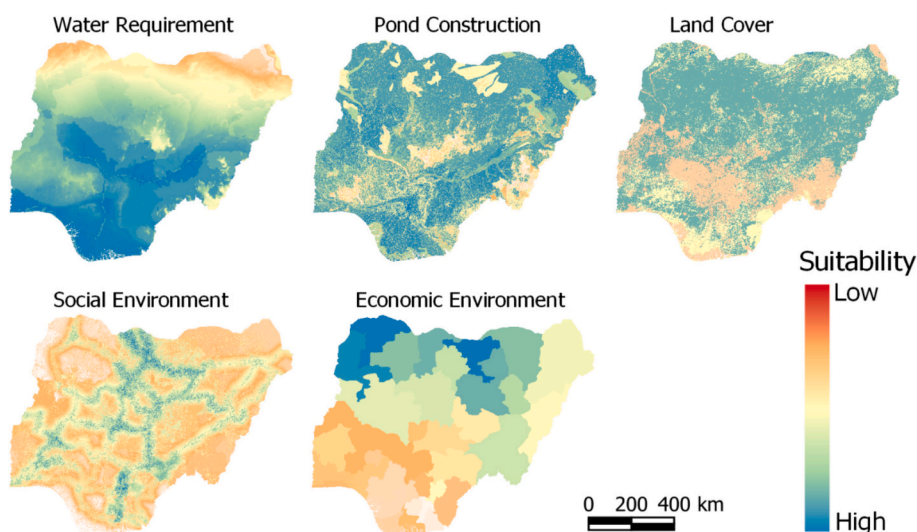 Water Requirement
Pond Construction
Land Cover
Suitability
Low
High
Social Environment
Economic Environment
0 200 400 km